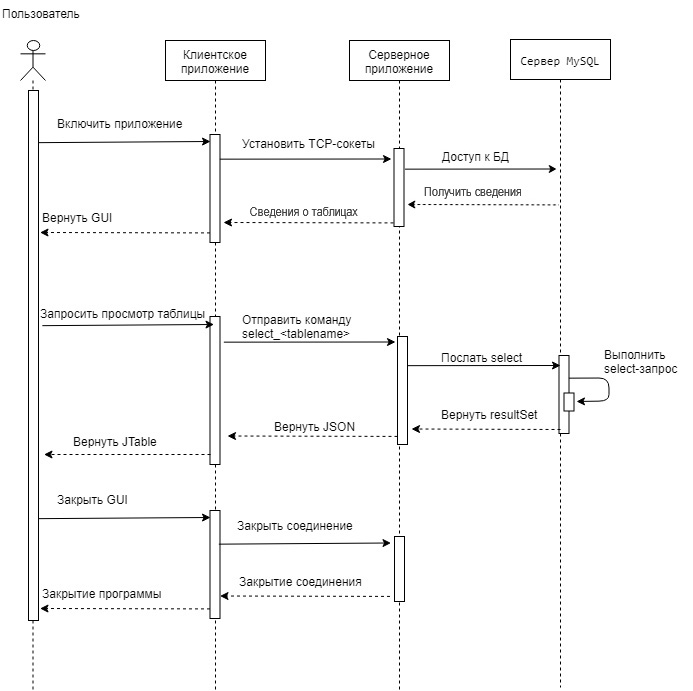 Пользователь
Клиентское
приложение
Серверное
приложение
Сервер MySQL
Включить приложение
Установить TCP-сокеты
Доступ к БД
Получить сведения
Сведения о таблицах
Вернуть GUI
Запросить просмотр таблицы
Отправить команду
select_<tablename>
Послать select
Выполнить
select-запрос
Вернуть resultSet
Вернуть JSON
Вернуть JTable
Закрыть GUI
Закрыть соединение
Закрытие соединения
Закрытие программы